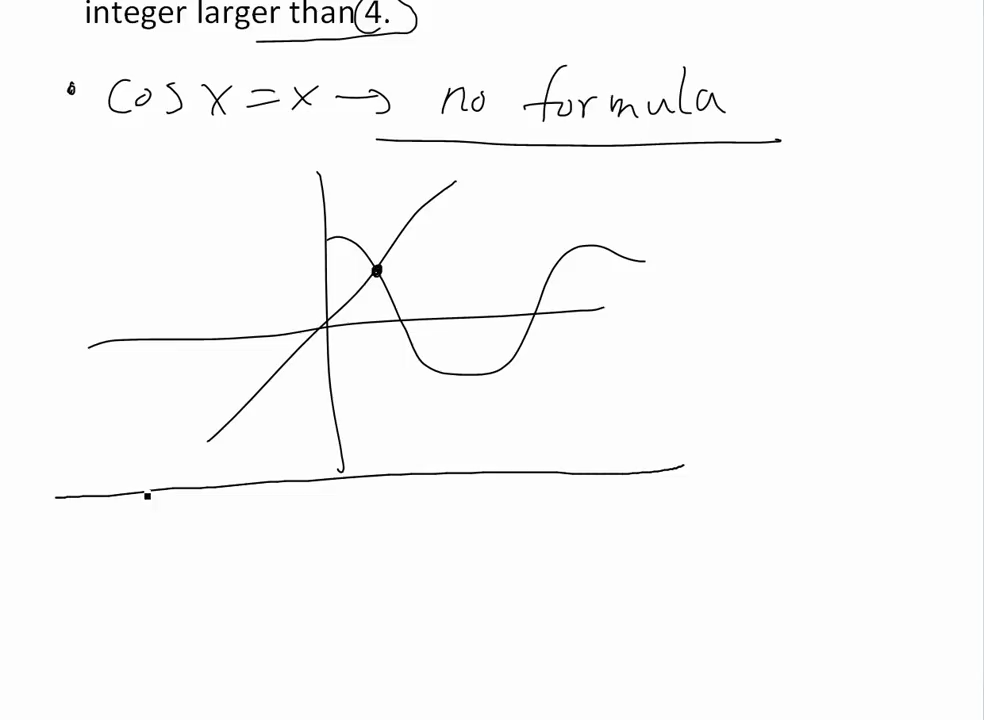 integer larger than 4.
• cos x = x → no formula